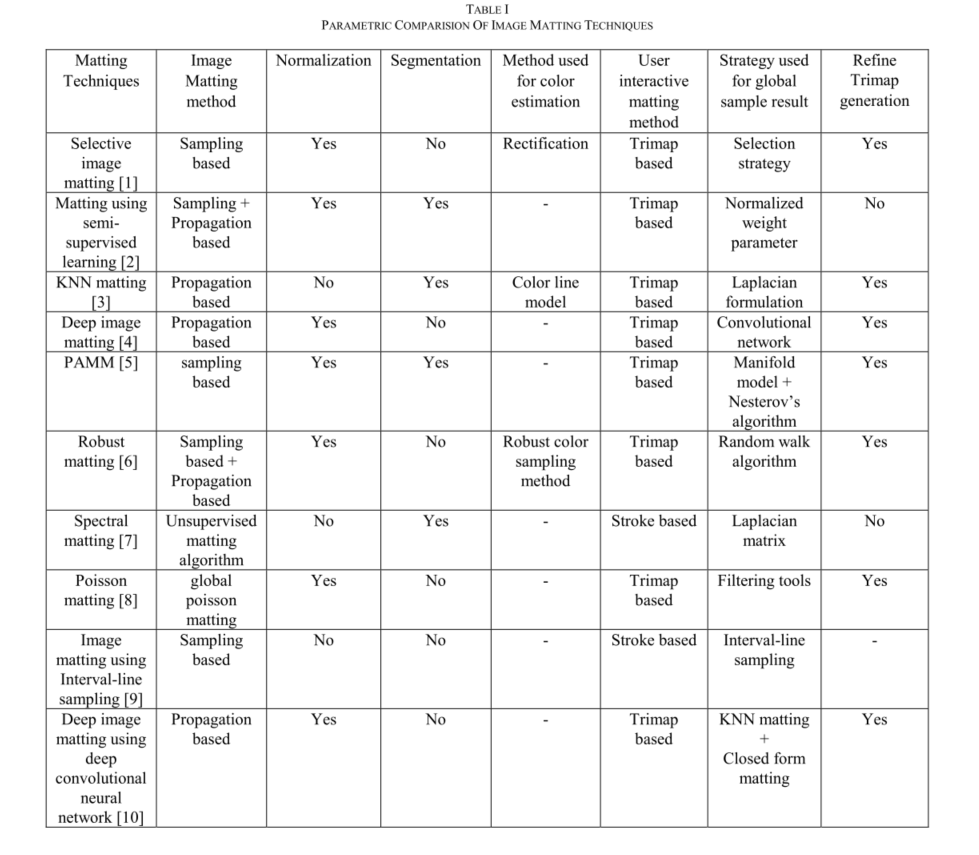 TABLE I
PARAMETRIC COMPARISION OF IMAGE MATTING TECHNIQUES
Matting Techniques | Image Matting method | Normalization | Segmentation | Method used for color estimation | User interactive matting method | Strategy used for global sample result | Refine Trimap generation
Selective image matting [1] | Sampling based | Yes | No | Rectification | Trimap based | Selection strategy | Yes
Matting using semi-supervised learning [2] | Sampling + Propagation based | Yes | Yes | - | Trimap based | Normalized weight parameter | No
KNN matting [3] | Propagation based | No | Yes | Color line model | Trimap based | Laplacian formulation | Yes
Deep image matting [4] | Propagation based | Yes | No | - | Trimap based | Convolutional network | Yes
PAMM [5] | sampling based | Yes | Yes | - | Trimap based | Manifold model + Nesterov's algorithm | Yes
Robust matting [6] | Sampling based + Propagation based | Yes | No | Robust color sampling method | Trimap based | Random walk algorithm | Yes
Spectral matting [7] | Unsupervised matting algorithm | No | Yes | - | Stroke based | Laplacian matrix | No
Poisson matting [8] | global poisson matting | Yes | No | - | Trimap based | Filtering tools | Yes
Image matting using Interval-line sampling [9] | Sampling based | No | No | - | Stroke based | Interval-line sampling | -
Deep image matting using deep convolutional neural network [10] | Propagation based | Yes | No | - | Trimap based | KNN matting + Closed form matting | Yes